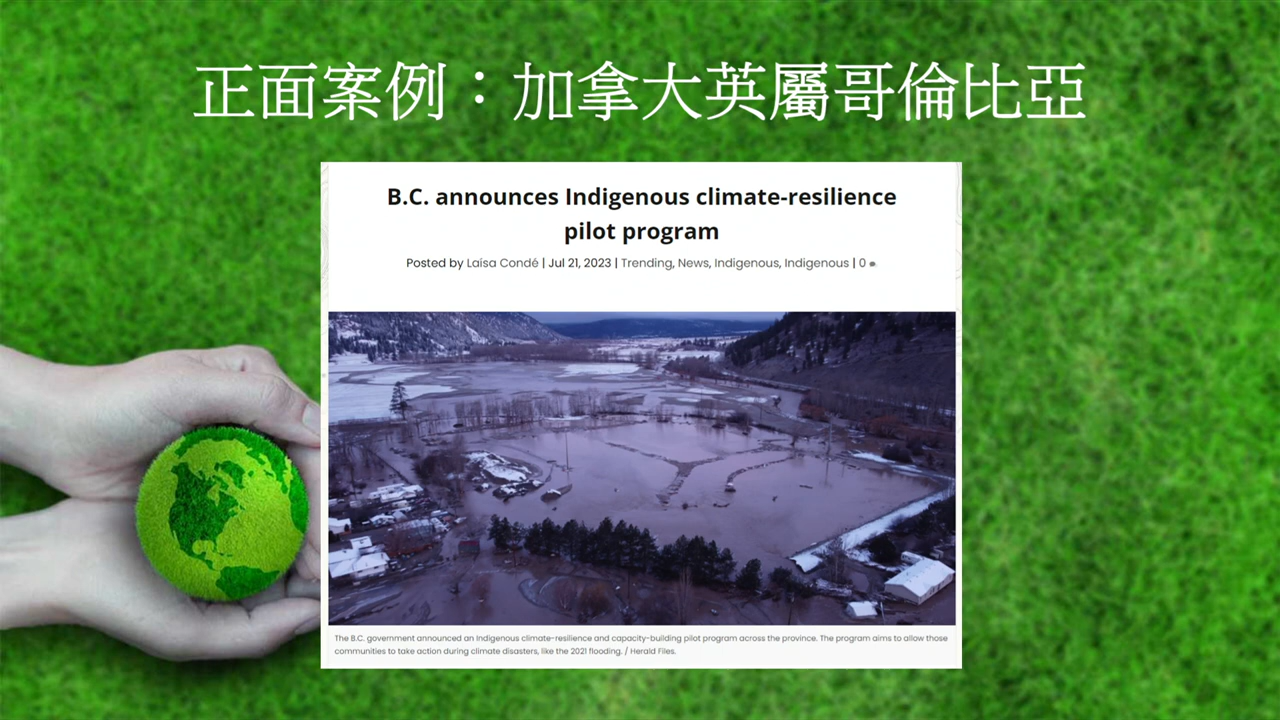 正面案例：加拿大英屬哥倫比亞
B.C. announces Indigenous climate-resilience
pilot program
Posted by Laísa Condé | Jul 21, 2023 | Trending, News, Indigenous, Indigenous | 0
The B.C. government announced an Indigenous climate-resilience and capacity-building pilot program across the province. The program aims to allow those
communities to take action during climate disasters, like the 2021 flooding. / Herald Files.